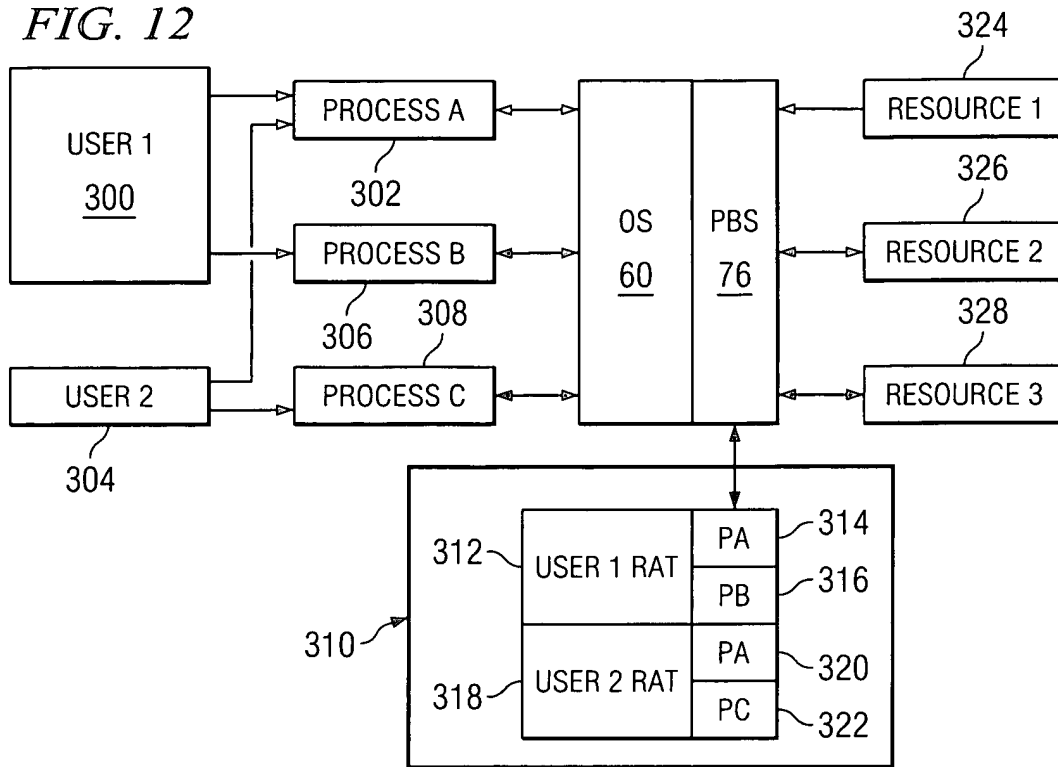 FIG. 12
324
USER 1
300
PROCESS A
302
OS
60
PBS
76
RESOURCE 1
326
PROCESS B
306
RESOURCE 2
308
328
USER 2
304
PROCESS C
RESOURCE 3
310
312
USER 1 RAT
PA
314
PB
316
318
USER 2 RAT
PA
320
PC
322